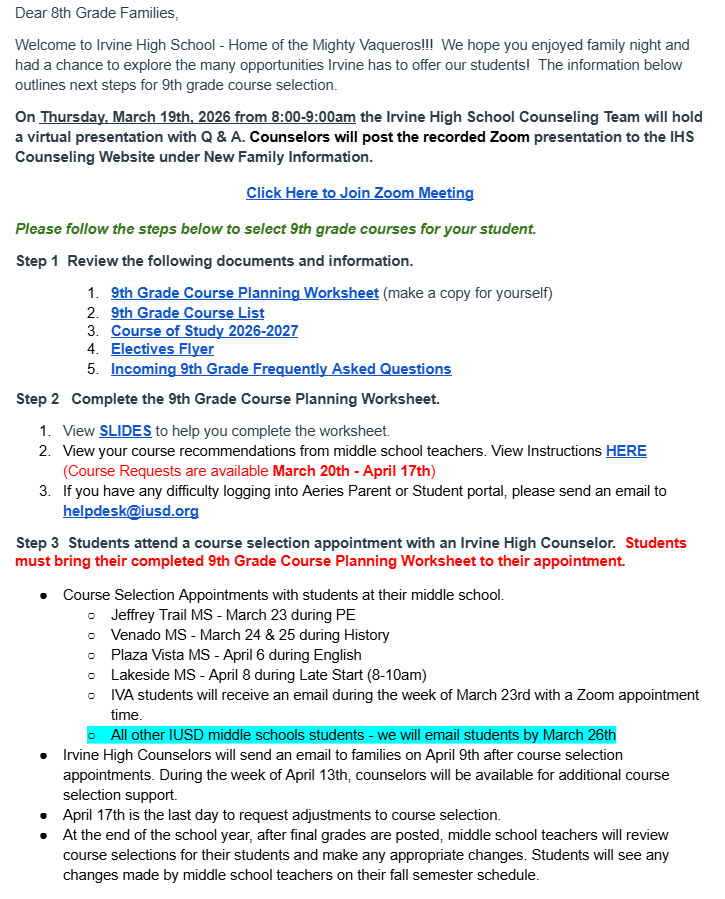 Dear 8th Grade Families,
Welcome to Irvine High School - Home of the Mighty Vaqueros!!!  We hope you enjoyed family night and
had a chance to explore the many opportunities Irvine has to offer our students!  The information below
outlines next steps for 9th grade course selection.
On Thursday, March 19th, 2026 from 8:00-9:00am the Irvine High School Counseling Team will hold
a virtual presentation with Q & A. Counselors will post the recorded Zoom presentation to the IHS
Counseling Website under New Family Information.
Click Here to Join Zoom Meeting
Please follow the steps below to select 9th grade courses for your student.
Step 1  Review the following documents and information.
1. 9th Grade Course Planning Worksheet (make a copy for yourself)
2. 9th Grade Course List
3. Course of Study 2026-2027
4. Electives Flyer
5. Incoming 9th Grade Frequently Asked Questions
Step 2   Complete the 9th Grade Course Planning Worksheet.
1. View SLIDES to help you complete the worksheet.
2. View your course recommendations from middle school teachers. View Instructions HERE
(Course Requests are available March 20th - April 17th)
3. If you have any difficulty logging into Aeries Parent or Student portal, please send an email to
helpdesk@iusd.org
Step 3  Students attend a course selection appointment with an Irvine High Counselor.  Students
must bring their completed 9th Grade Course Planning Worksheet to their appointment.
● Course Selection Appointments with students at their middle school.
○ Jeffrey Trail MS - March 23 during PE
○ Venado MS - March 24 & 25 during History
○ Plaza Vista MS - April 6 during English
○ Lakeside MS - April 8 during Late Start (8-10am)
○ IVA students will receive an email during the week of March 23rd with a Zoom appointment
time.
○ All other IUSD middle schools students - we will email students by March 26th
● Irvine High Counselors will send an email to families on April 9th after course selection
appointments. During the week of April 13th, counselors will be available for additional course
selection support.
● April 17th is the last day to request adjustments to course selection.
● At the end of the school year, after final grades are posted, middle school teachers will review
course selections for their students and make any appropriate changes. Students will see any
changes made by middle school teachers on their fall semester schedule.